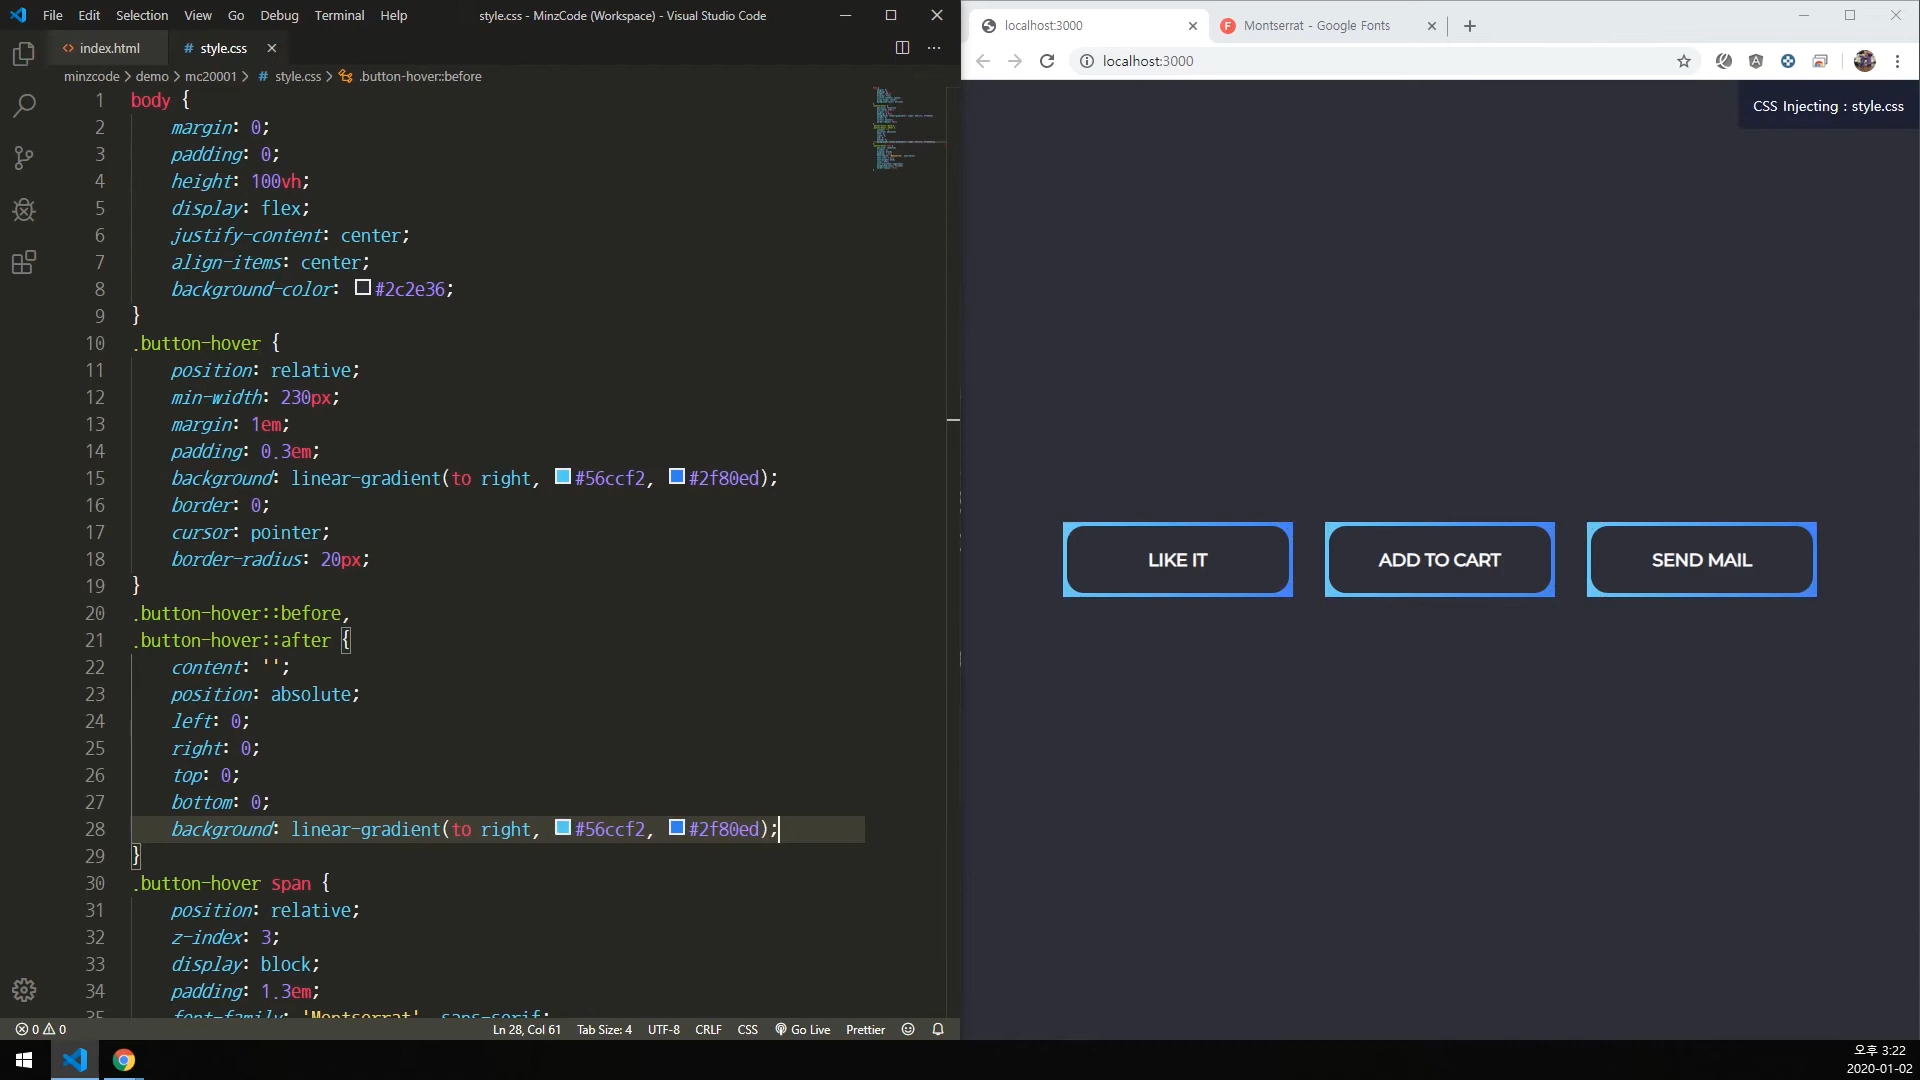 File Edit Selection View Go Debug Terminal Help
style.css - MinzCode (Workspace) - Visual Studio Code
index.html
# style.css
minzcode > demo > mc20001 > # style.css > .button-hover::before
1 body {
2 margin: 0;
3 padding: 0;
4 height: 100vh;
5 display: flex;
6 justify-content: center;
7 align-items: center;
8 background-color: #2c2e36;
9 }
10 .button-hover {
11 position: relative;
12 min-width: 230px;
13 margin: 1em;
14 padding: 0.3em;
15 background: linear-gradient(to right, #56ccf2, #2f80ed);
16 border: 0;
17 cursor: pointer;
18 border-radius: 20px;
19 }
20 .button-hover::before,
21 .button-hover::after {
22 content: '';
23 position: absolute;
24 left: 0;
25 right: 0;
26 top: 0;
27 bottom: 0;
28 background: linear-gradient(to right, #56ccf2, #2f80ed);
29 }
30 .button-hover span {
31 position: relative;
32 z-index: 3;
33 display: block;
34 padding: 1.3em;
35 font-family: 'Montserrat', sans-serif;
0 0
Ln 28, Col 61 Tab Size: 4 UTF-8 CRLF CSS Go Live Prettier
localhost:3000
Montserrat - Google Fonts
localhost:3000
CSS Injecting : style.css
LIKE IT
ADD TO CART
SEND MAIL
오후 3:22
2020-01-02